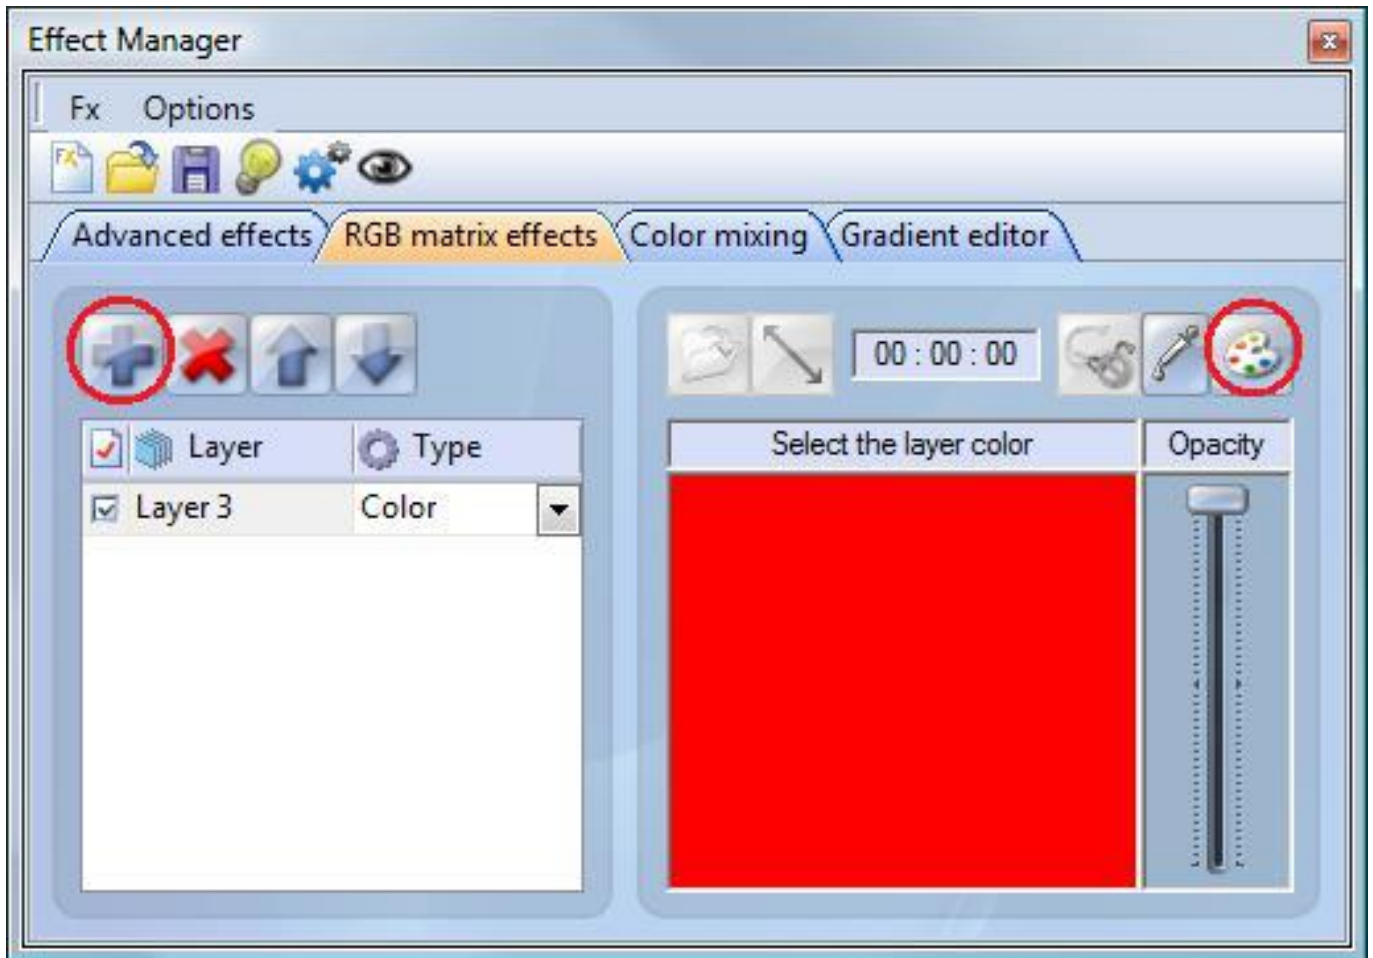 Effect Manager
Fx Options
FX
Advanced effects RGB matrix effects Color mixing Gradient editor
00 : 00 : 00
Layer Type Select the layer color Opacity
Layer 3 Color